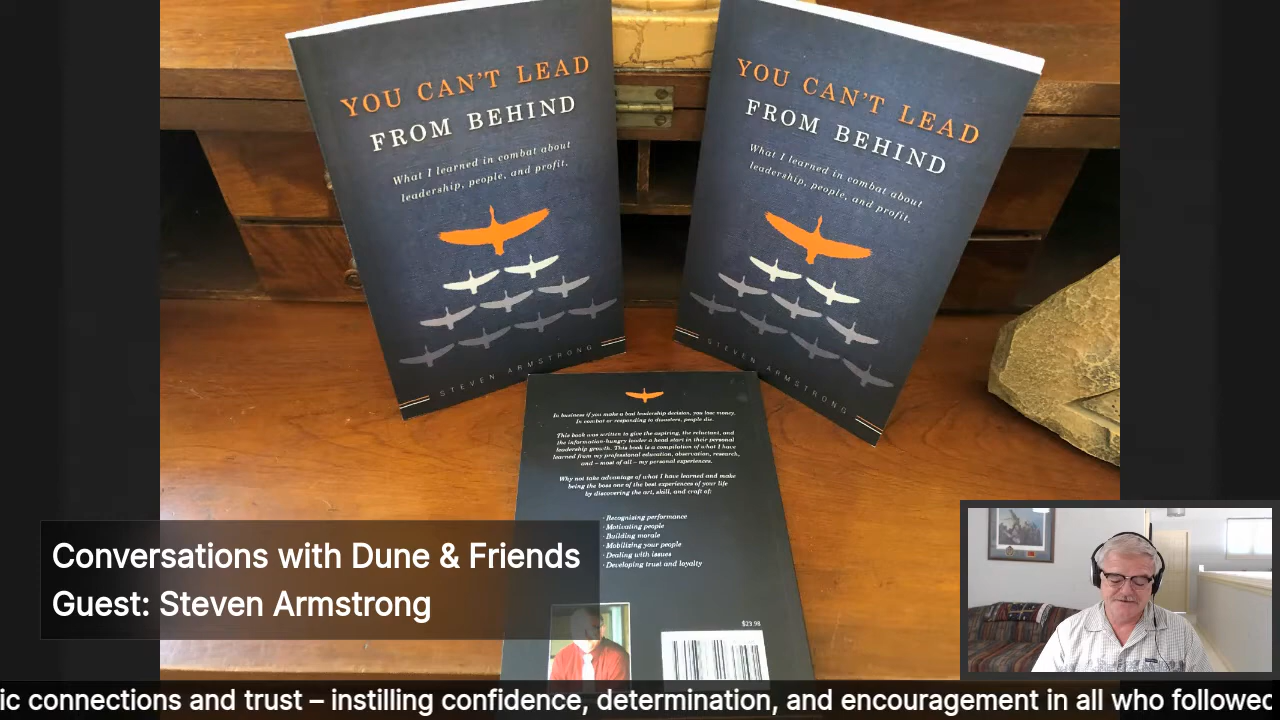 YOU CAN'T LEAD
FROM BEHIND
What I learned in combat about
leadership, people, and profit.
STEVEN ARMSTRONG
YOU CAN'T LEAD
FROM BEHIND
What I learned in combat about
leadership, people, and profit.
STEVEN ARMSTRONG
In business if you make a bad leadership decision, you lose money.
In combat or responding to disasters, people die.
This book was written to give the aspiring, the reluctant, and
the information-hungry leader a head start in their personal
leadership growth. This book is a compilation of what I have
learned from my professional education, observation, research,
and – most of all – my personal experiences.
Why not take advantage of what I have learned and make
being the boss one of the best experiences of your life
by discovering the art, skill, and craft of:
· Recognizing performance
· Motivating people
· Building morale
· Mobilizing your people
· Dealing with issues
· Developing trust and loyalty
$23.98
Conversations with Dune & Friends
Guest: Steven Armstrong
ic connections and trust – instilling confidence, determination, and encouragement in all who followed